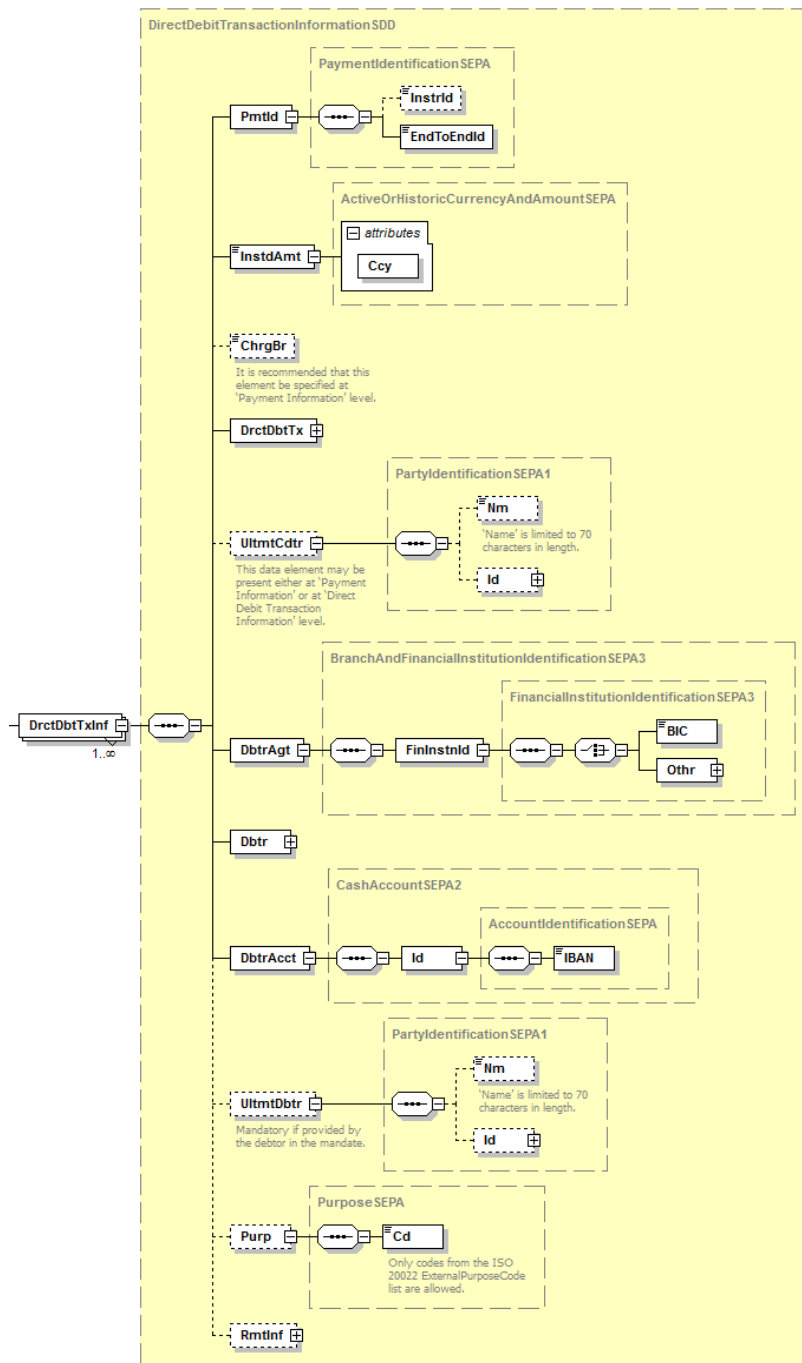 DirectDebitTransactionInformationSDD
PaymentIdentificationSEPA
InstrId
PmtId
EndToEndId
ActiveOrHistoricCurrencyAndAmountSEPA
attributes
InstdAmt
Ccy
ChrgBr
It is recommended that this
element be specified at
‘Payment Information’ level.
DrctDbtTx
PartyIdentificationSEPA1
Nm
‘Name’ is limited to 70
characters in length.
UltmtCdtr
This data element may be
present either at ‘Payment
Information’ or at ‘Direct
Debit Transaction
Information’ level.
Id
BranchAndFinancialInstitutionIdentificationSEPA3
FinancialInstitutionIdentificationSEPA3
DrctDbtTxInf
1..∞
BIC
DbtrAgt
FinInstnId
Othr
Dbtr
CashAccountSEPA2
AccountIdentificationSEPA
DbtrAcct
Id
IBAN
PartyIdentificationSEPA1
Nm
‘Name’ is limited to 70
characters in length.
UltmtDbtr
Mandatory if provided by
the debtor in the mandate.
Id
PurposeSEPA
Purp
Cd
Only codes from the ISO
20022 ExternalPurposeCode
list are allowed.
RmtInf